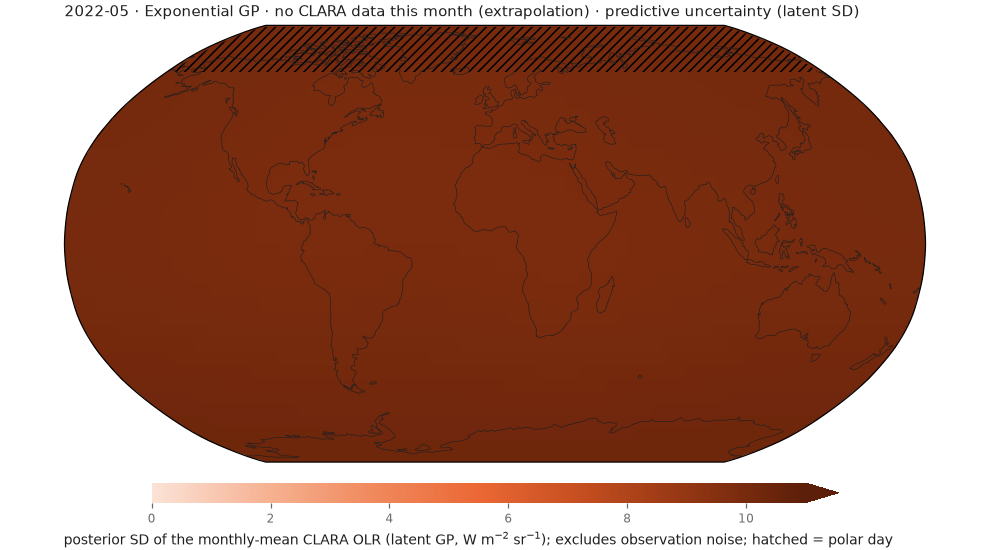 2022-05 · Exponential GP · no CLARA data this month (extrapolation) · predictive uncertainty (latent SD)
0 2 4 6 8 10
posterior SD of the monthly-mean CLARA OLR (latent GP, W m⁻² sr⁻¹); excludes observation noise; hatched = polar day